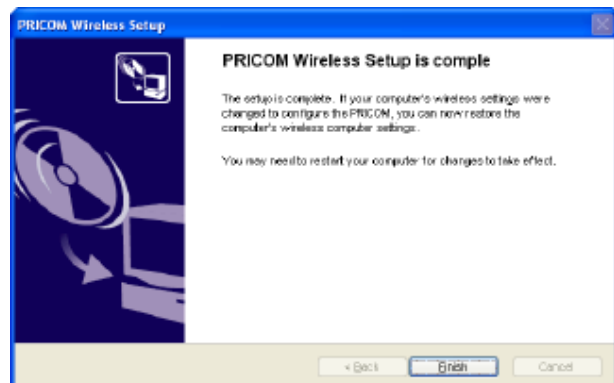 PRICOM Wireless Setup
PRICOM Wireless Setup is comple
The setup is complete. If your computer's wireless settings were
changed to configure the PRICOM, you can now restore the
computer's wireless computer settings.
You may need to restart your computer for changes to take effect.
< Back
Finish
Cancel